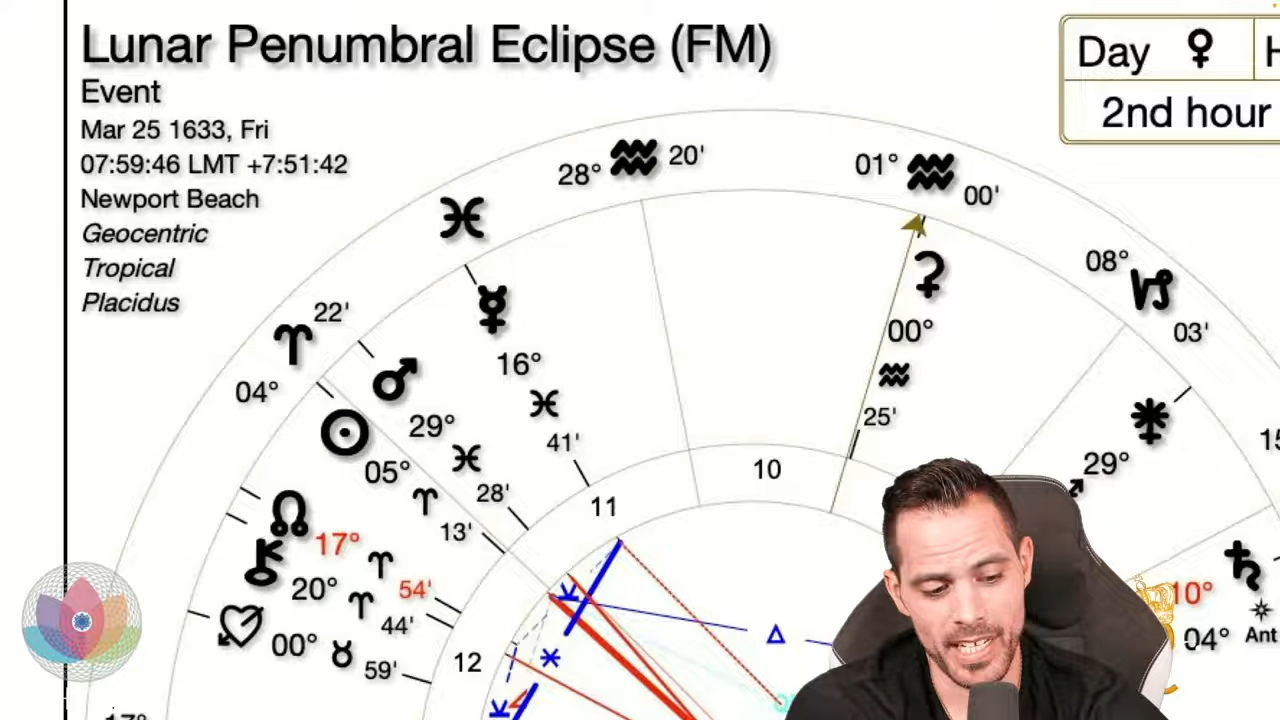 Lunar Penumbral Eclipse (FM)
Event
Mar 25 1633, Fri
07:59:46 LMT +7:51:42
Newport Beach
Geocentric
Tropical
Placidus
Day ♀ H
2nd hour
28° ♒ 20'
01° ♒ 00'
08° ♑ 03'
♓
22' ♈ 04°
☿ 16° ♓ 41'
♂ 29° ♓ 28'
☉ 05° ♈ 13'
☊ 17° ♈ 54'
⚷ 20° ♈ 44'
00° ♉ 59'
⚳ 00° ♒ 25'
29°
♄ 10°
04° Ant
15
10
11
12
17°